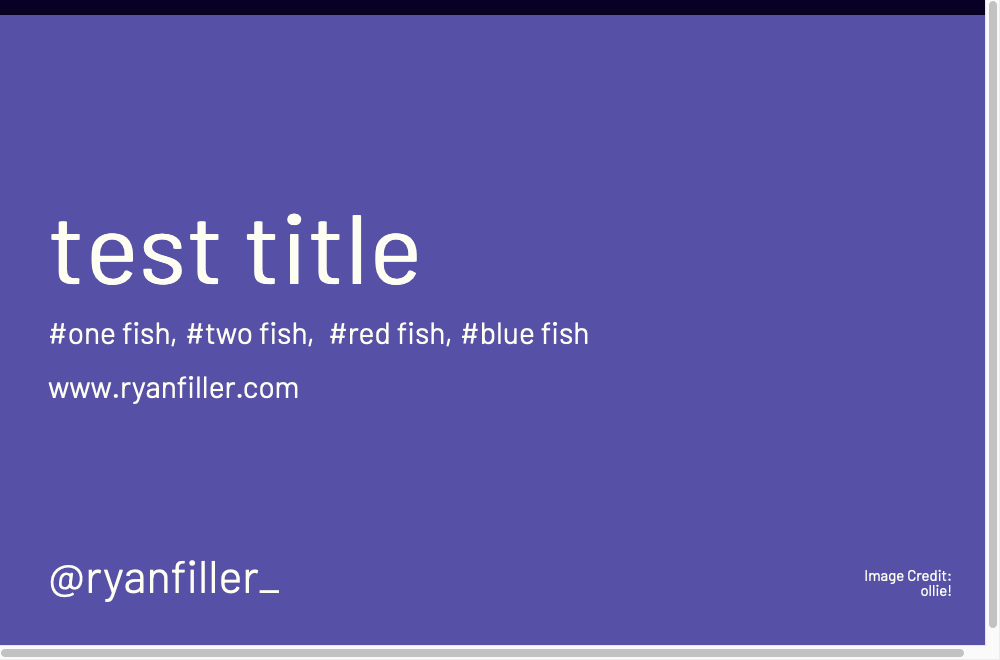 test title
#one fish, #two fish,  #red fish, #blue fish
www.ryanfiller.com
@ryanfiller_
Image Credit:
ollie!